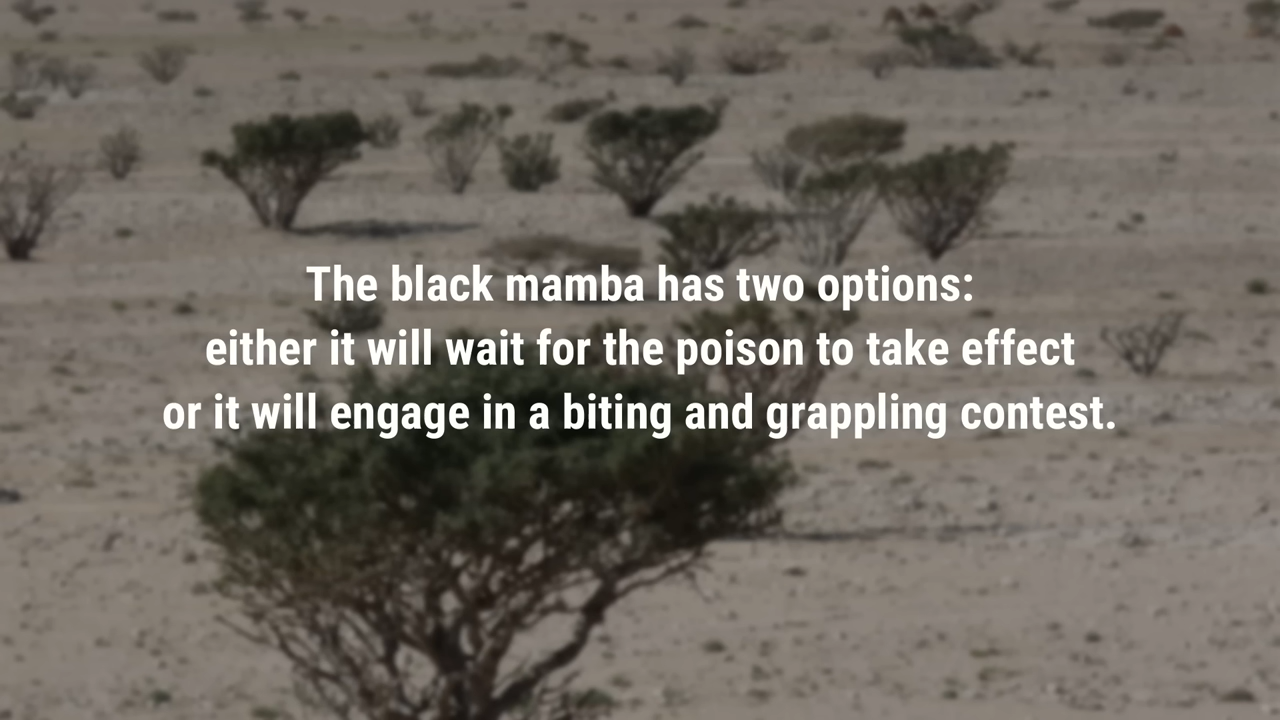 The black mamba has two options:
either it will wait for the poison to take effect
or it will engage in a biting and grappling contest.